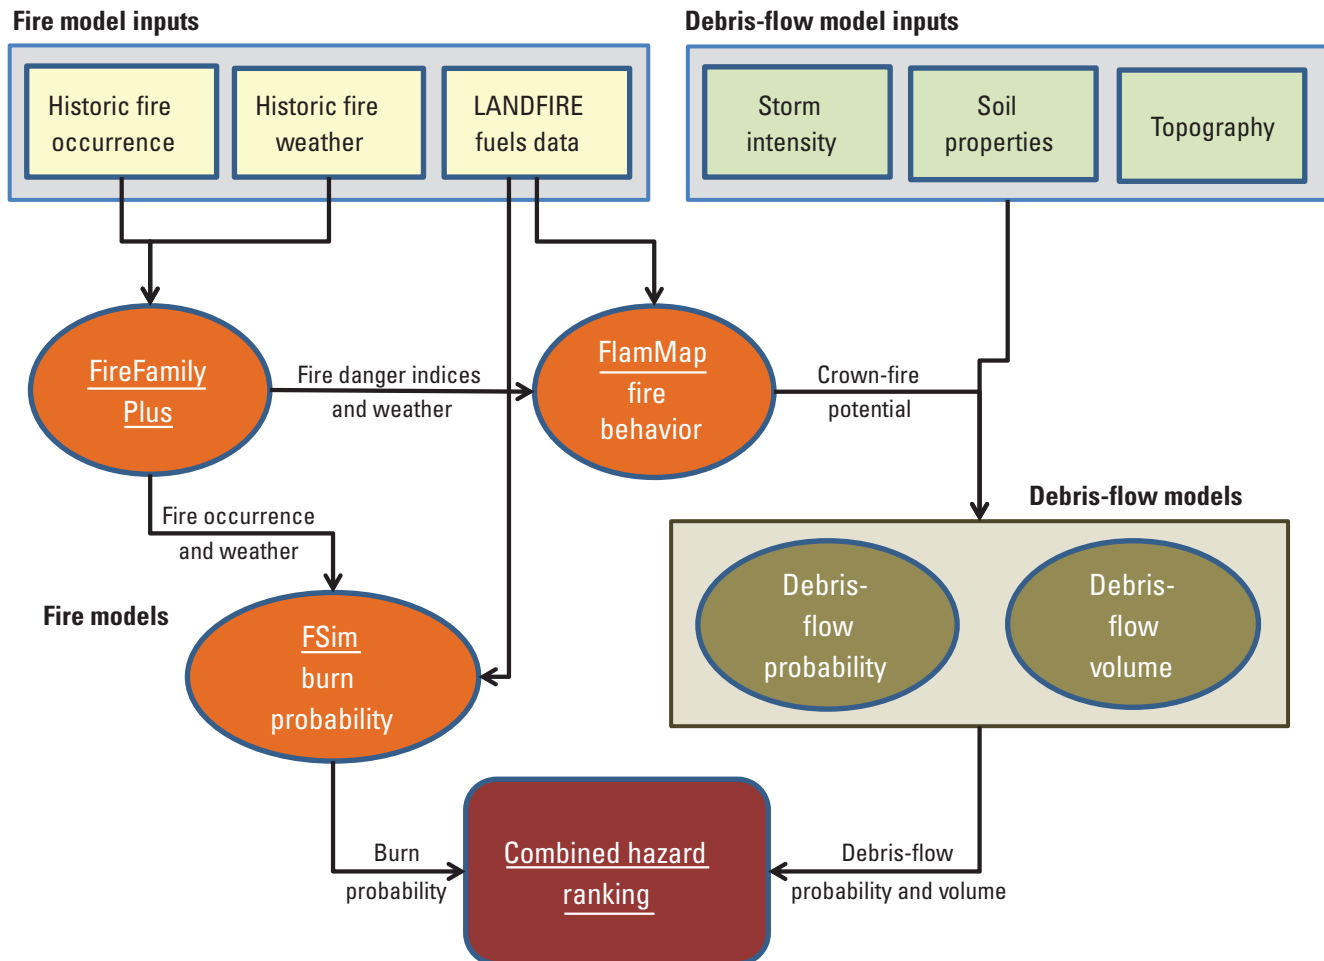 Fire model inputs
Debris-flow model inputs
Historic fire
occurrence
Historic fire
weather
LANDFIRE
fuels data
Storm
intensity
Soil
properties
Topography
FireFamily
Plus
Fire danger indices
and weather
FlamMap
fire
behavior
Crown-fire
potential
Fire occurrence
and weather
Debris-flow models
Fire models
FSim
burn
probability
Debris-
flow
probability
Debris-
flow
volume
Burn
probability
Combined hazard
ranking
Debris-flow
probability and volume